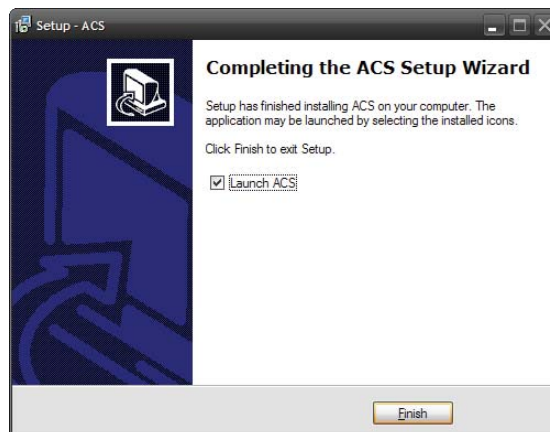 Setup - ACS
Completing the ACS Setup Wizard
Setup has finished installing ACS on your computer. The
application may be launched by selecting the installed icons.
Click Finish to exit Setup.
Launch ACS
Finish